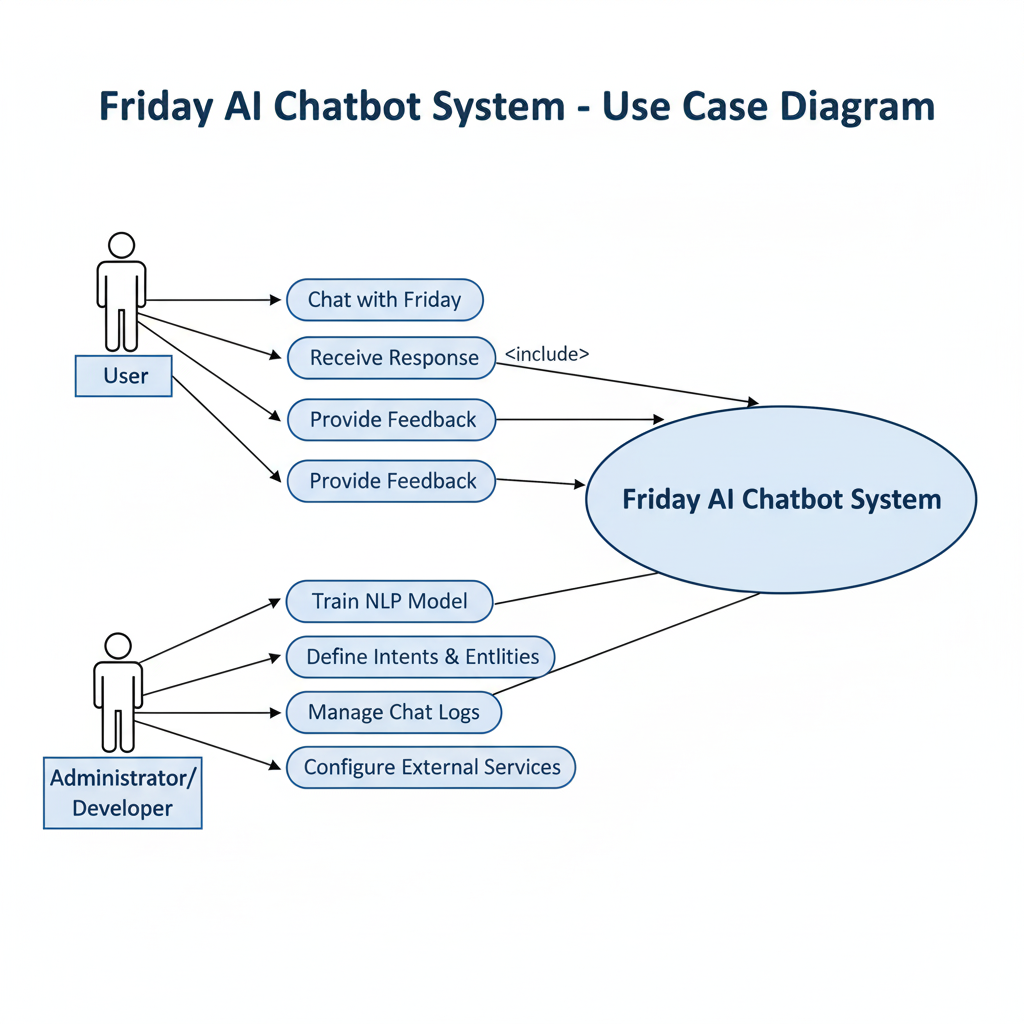 Friday AI Chatbot System - Use Case Diagram
Chat with Friday
Receive Response
<include>
User
Provide Feedback
Provide Feedback
Friday AI Chatbot System
Train NLP Model
Define Intents & Entlities
Manage Chat Logs
Configure External Services
Administrator/
Developer